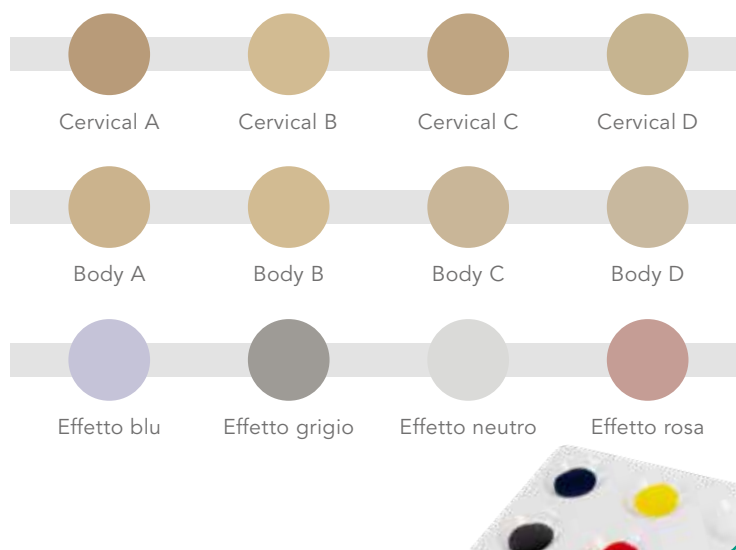 Cervical A Cervical B Cervical C Cervical D
Body A Body B Body C Body D
Effetto blu Effetto grigio Effetto neutro Effetto rosa